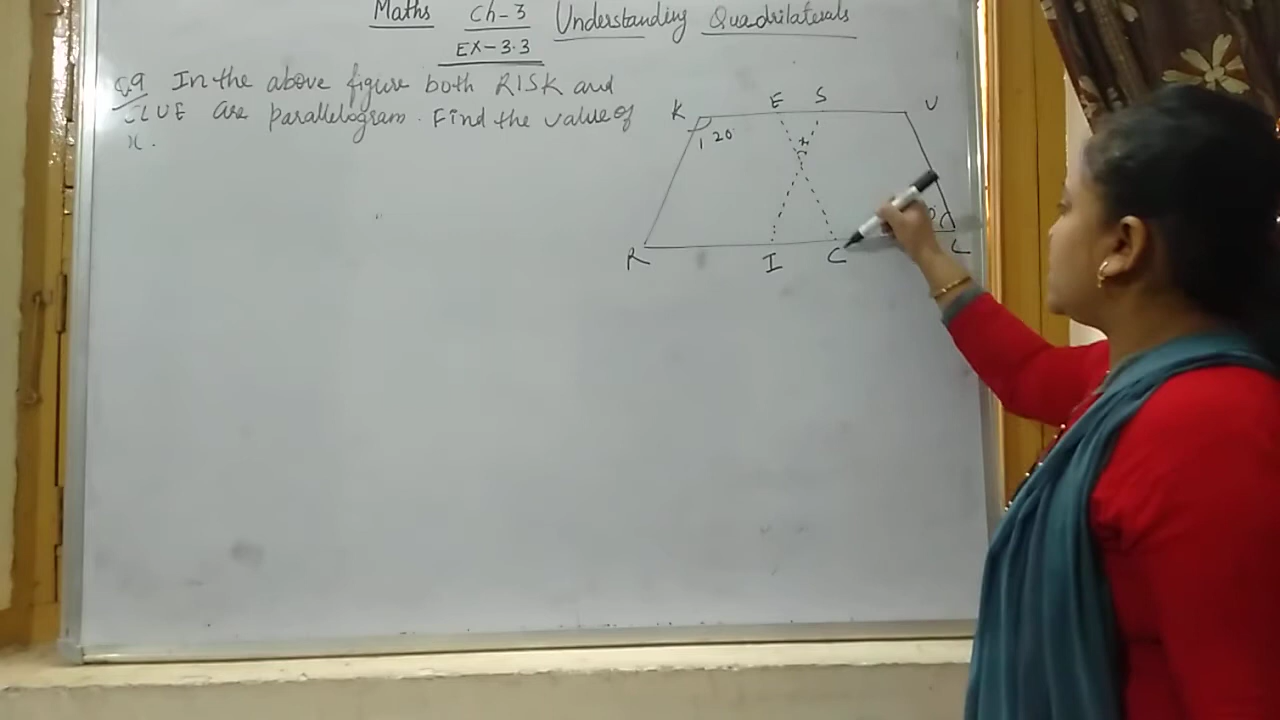 Maths Ch-3 Understanding Quadrilaterals
EX-3.3
Q9 In the above figure both RISK and
CLUE are parallelogram. Find the value of
x.
K E S U
120
x
R I C L